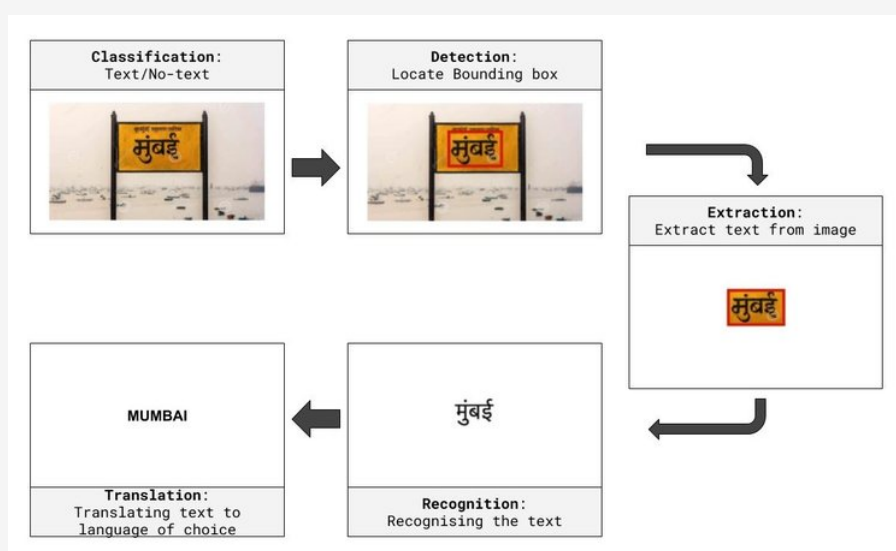 Classification:
Text/No-text
मुंबई
Detection:
Locate Bounding box
मुंबई
Extraction:
Extract text from image
मुंबई
मुंबई
Recognition:
Recognising the text
MUMBAI
Translation:
Translating text to
language of choice